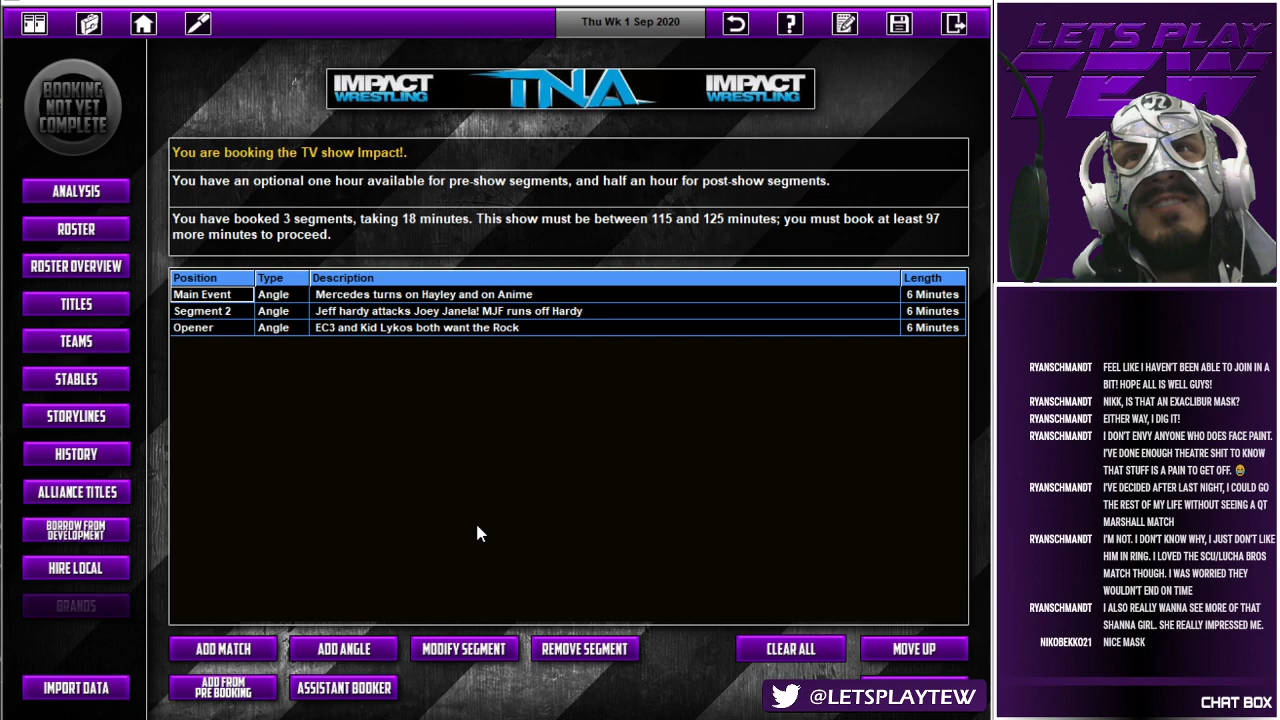 Thu Wk 1 Sep 2020
BOOKING
NOT YET
COMPLETE
IMPACT
WRESTLING
TNA
IMPACT
WRESTLING
You are booking the TV show Impact!.
You have an optional one hour available for pre-show segments, and half an hour for post-show segments.
You have booked 3 segments, taking 18 minutes. This show must be between 115 and 125 minutes; you must book at least 97
more minutes to proceed.
Position Type Description Length
Main Event Angle Mercedes turns on Hayley and on Anime 6 Minutes
Segment 2 Angle Jeff hardy attacks Joey Janela! MJF runs off Hardy 6 Minutes
Opener Angle EC3 and Kid Lykos both want the Rock 6 Minutes
ANALYSIS
ROSTER
ROSTER OVERVIEW
TITLES
TEAMS
STABLES
STORYLINES
HISTORY
ALLIANCE TITLES
BORROW FROM
DEVELOPMENT
HIRE LOCAL
BRANDS
IMPORT DATA
ADD MATCH
ADD ANGLE
MODIFY SEGMENT
REMOVE SEGMENT
CLEAR ALL
MOVE UP
ADD FROM
PRE BOOKING
ASSISTANT BOOKER
@LETSPLAYTEW
LETS PLAY
TEW
RYANSCHMANDT FEEL LIKE I HAVEN'T BEEN ABLE TO JOIN IN A
BIT! HOPE ALL IS WELL GUYS!
RYANSCHMANDT NIKK, IS THAT AN EXACLIBUR MASK?
RYANSCHMANDT EITHER WAY, I DIG IT!
RYANSCHMANDT I DON'T ENVY ANYONE WHO DOES FACE PAINT.
I'VE DONE ENOUGH THEATRE SHIT TO KNOW
THAT STUFF IS A PAIN TO GET OFF. 😂
RYANSCHMANDT I'VE DECIDED AFTER LAST NIGHT, I COULD GO
THE REST OF MY LIFE WITHOUT SEEING A QT
MARSHALL MATCH
RYANSCHMANDT I'M NOT. I DON'T KNOW WHY, I JUST DON'T LIKE
HIM IN RING. I LOVED THE SCU/LUCHA BROS
MATCH THOUGH. I WAS WORRIED THEY
WOULDN'T END ON TIME
RYANSCHMANDT I ALSO REALLY WANNA SEE MORE OF THAT
SHANNA GIRL. SHE REALLY IMPRESSED ME.
NIKOBEKKO21 NICE MASK
CHAT BOX